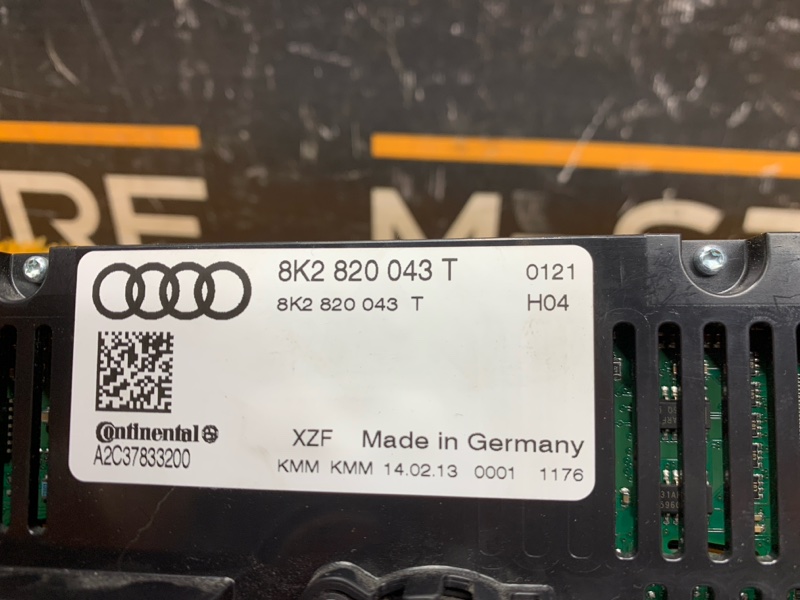 8K2 820 043 T 0121
8K2 820 043 T H04
Continental
A2C37833200
XZF Made in Germany
KMM KMM 14.02.13 0001 1176